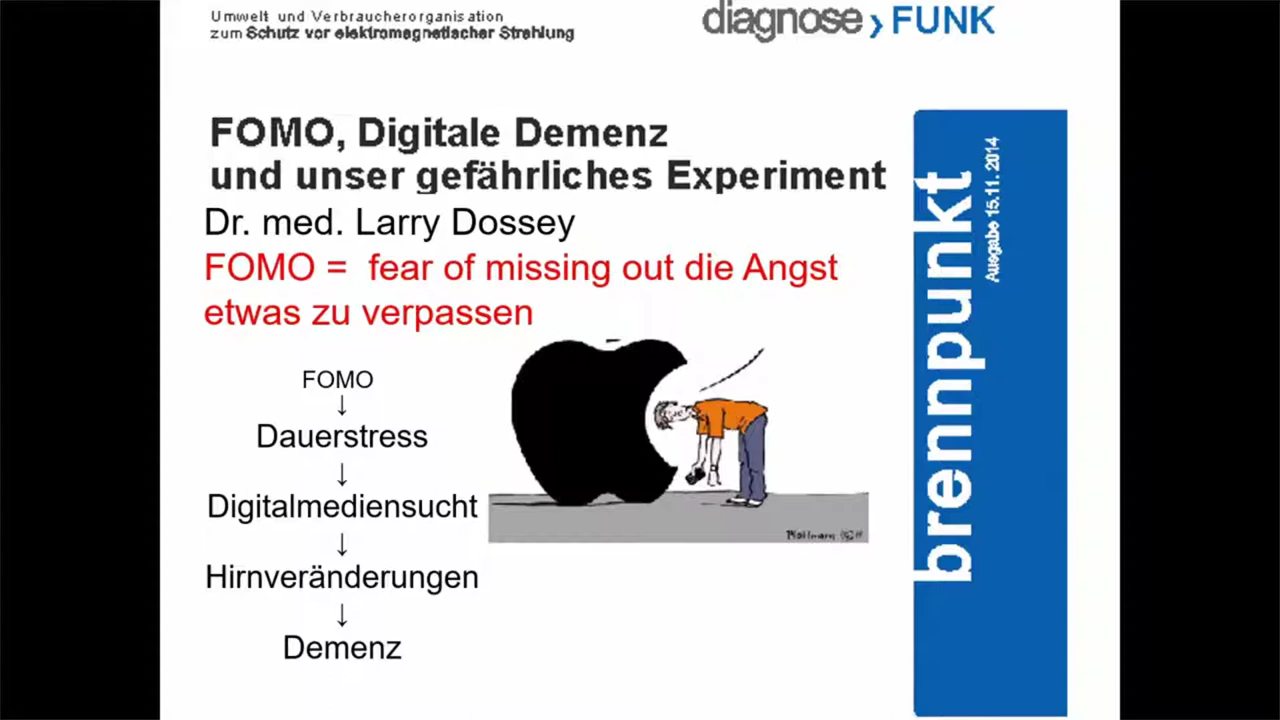 Umwelt und Verbraucherorganisation
zum Schutz vor elektromagnetischer Strahlung
diagnose FUNK
FOMO, Digitale Demenz
und unser gefährliches Experiment
Dr. med. Larry Dossey
FOMO = fear of missing out die Angst
etwas zu verpassen
FOMO
↓
Dauerstress
↓
Digitalmediensucht
↓
Hirnveränderungen
↓
Demenz
brennpunkt
Ausgabe 15.11.2014